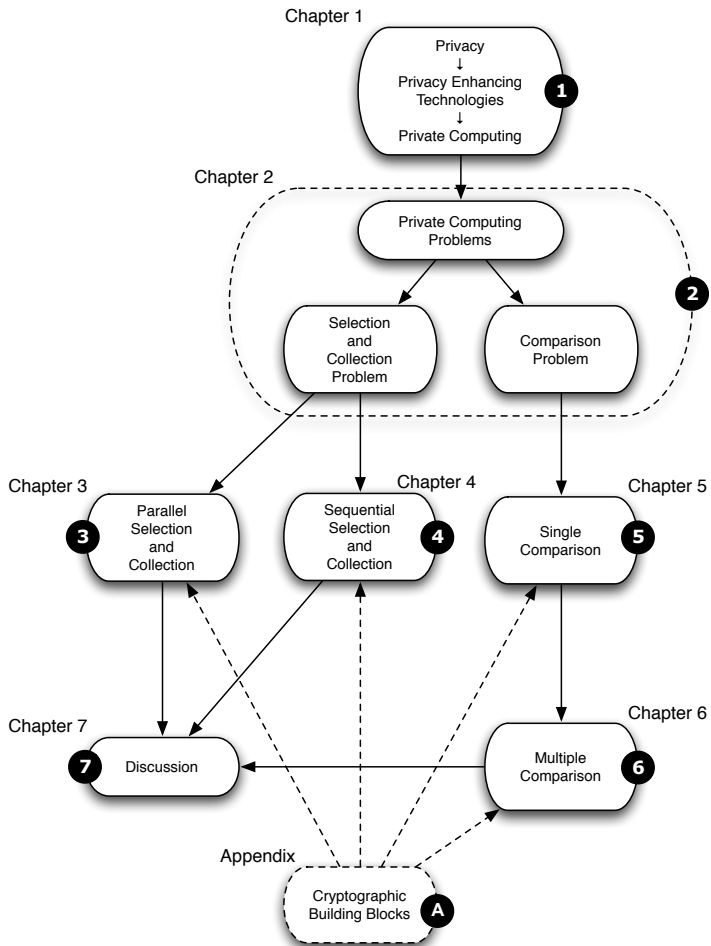 Chapter 1
Privacy
↓
Privacy Enhancing
Technologies
↓
Private Computing
1
Chapter 2
Private Computing
Problems
2
Selection
and
Collection
Problem
Comparison
Problem
Chapter 3
Parallel
Selection
and
Collection
3
Chapter 4
Sequential
Selection
and
Collection
4
Chapter 5
Single
Comparison
5
Chapter 7
Discussion
7
Chapter 6
Multiple
Comparison
6
Appendix
Cryptographic
Building Blocks
A